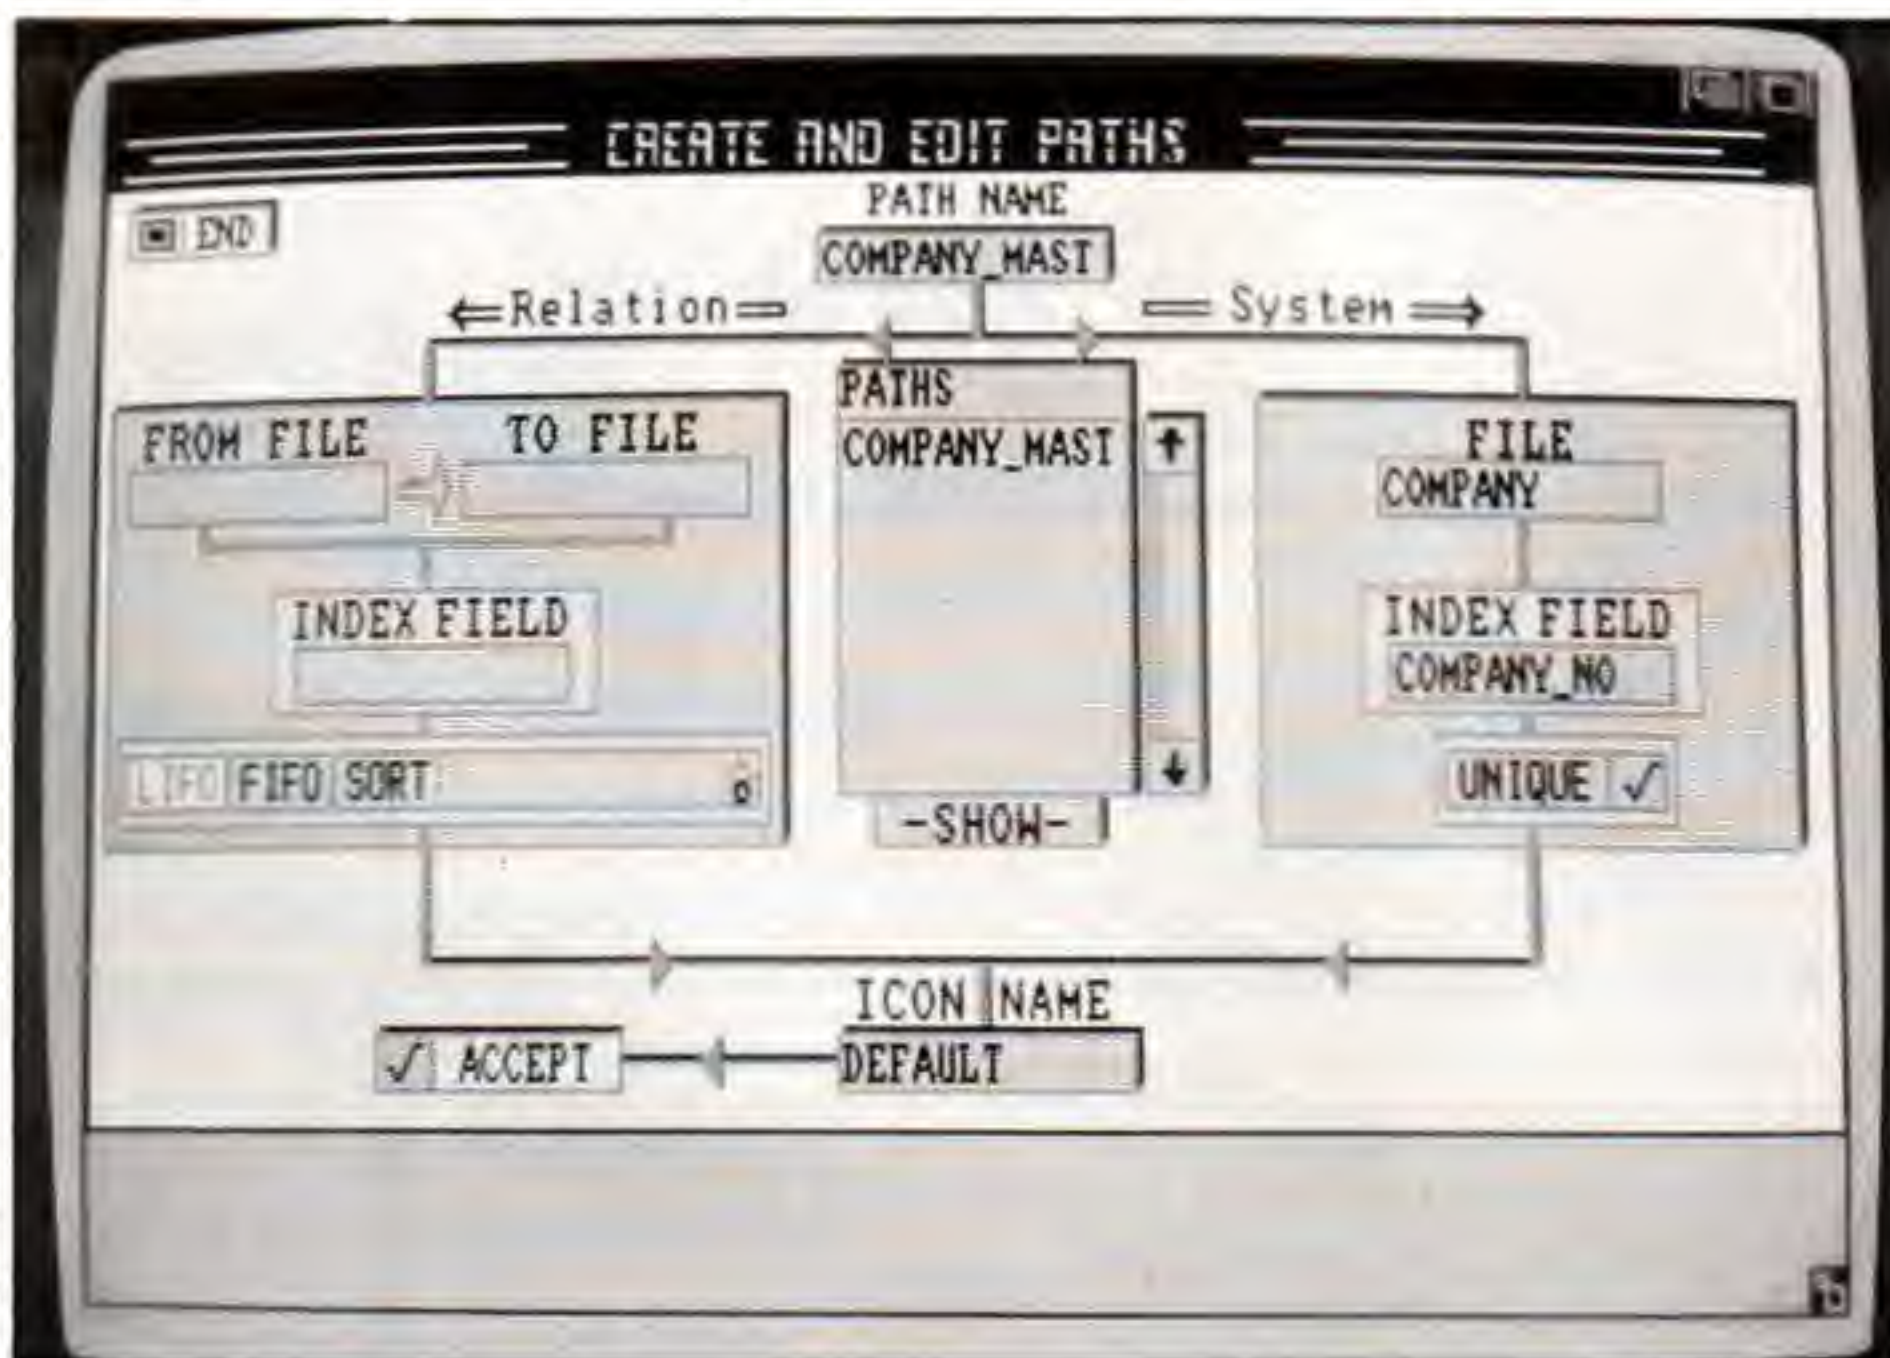 CREATE AND EDIT PATHS
END
PATH NAME
COMPANY_MAST
⇐Relation=
= System ⇒
FROM FILE
TO FILE
INDEX FIELD
LIFO FIFO SORT
PATHS
COMPANY_MAST
-SHOW-
FILE
COMPANY
INDEX FIELD
COMPANY_NO
UNIQUE √
ICON NAME
√ ACCEPT
DEFAULT